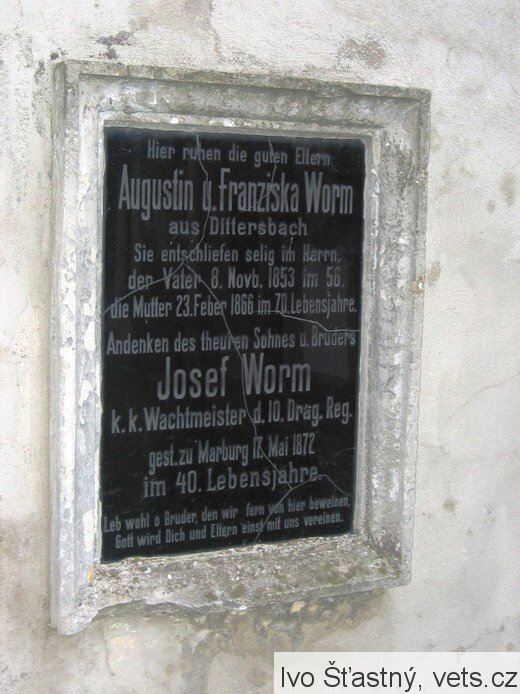 Hier ruhen die guten Eltern
Augustin u. Franziska Worm
aus Dittersbach
Sie entschliefen selig im Herrn,
der Vater 8. Novb. 1853 im 56.
die Mutter 23. Feber 1866 im 70. Lebensjahre.
Andenken des theuren Sohnes u. Bruders
Josef Worm
k. k. Wachtmeister d. 10. Drag. Reg.
gest. zu Marburg 17. Mai 1872
im 40. Lebensjahre.
Leb wohl o Bruder, den wir fern von hier beweinen,
Gott wird Dich und Eltern einst mit uns vereinen.
Ivo Šťastný, vets.cz